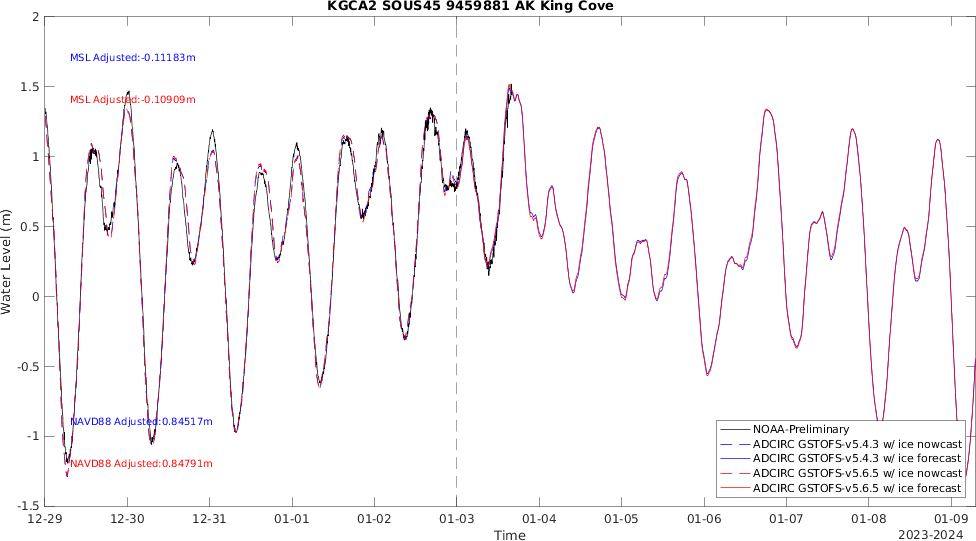 KGCA2 SOUS45 9459881 AK King Cove
2
1.5
1
0.5
0
-0.5
-1
-1.5
Water Level (m)
MSL Adjusted:-0.11183m
MSL Adjusted:-0.10909m
NAVD88 Adjusted:0.84517m
NAVD88 Adjusted:0.84791m
NOAA-Preliminary
ADCIRC GSTOFS-v5.4.3 w/ ice nowcast
ADCIRC GSTOFS-v5.4.3 w/ ice forecast
ADCIRC GSTOFS-v5.6.5 w/ ice nowcast
ADCIRC GSTOFS-v5.6.5 w/ ice forecast
12-29 12-30 12-31 01-01 01-02 01-03 01-04 01-05 01-06 01-07 01-08 01-09
Time
2023-2024